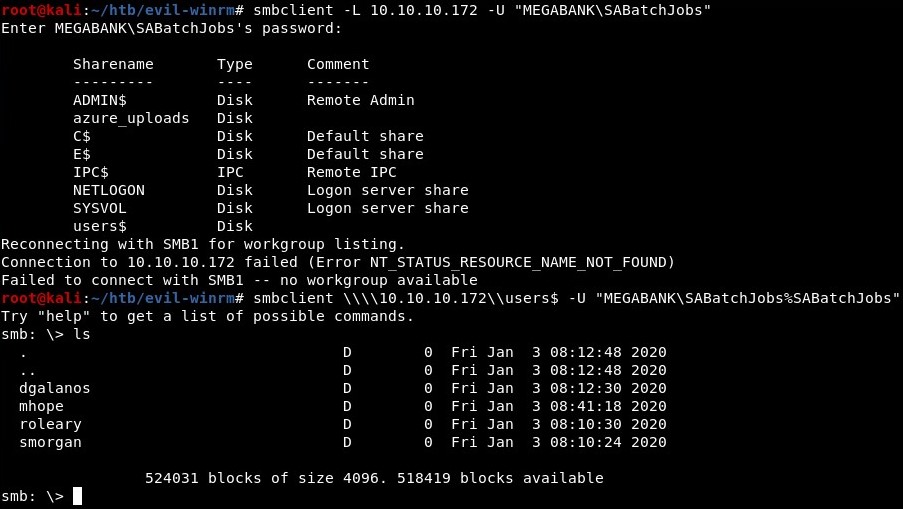 root@kali:~/htb/evil-winrm# smbclient -L 10.10.10.172 -U "MEGABANK\SABatchJobs"
Enter MEGABANK\SABatchJobs's password:
Sharename Type Comment
--------- ---- -------
ADMIN$ Disk Remote Admin
azure_uploads Disk
C$ Disk Default share
E$ Disk Default share
IPC$ IPC Remote IPC
NETLOGON Disk Logon server share
SYSVOL Disk Logon server share
users$ Disk
Reconnecting with SMB1 for workgroup listing.
Connection to 10.10.10.172 failed (Error NT_STATUS_RESOURCE_NAME_NOT_FOUND)
Failed to connect with SMB1 -- no workgroup available
root@kali:~/htb/evil-winrm# smbclient \\\\10.10.10.172\\users$ -U "MEGABANK\SABatchJobs%SABatchJobs"
Try "help" to get a list of possible commands.
smb: \> ls
. D 0 Fri Jan 3 08:12:48 2020
.. D 0 Fri Jan 3 08:12:48 2020
dgalanos D 0 Fri Jan 3 08:12:30 2020
mhope D 0 Fri Jan 3 08:41:18 2020
roleary D 0 Fri Jan 3 08:10:30 2020
smorgan D 0 Fri Jan 3 08:10:24 2020
524031 blocks of size 4096. 518419 blocks available
smb: \>